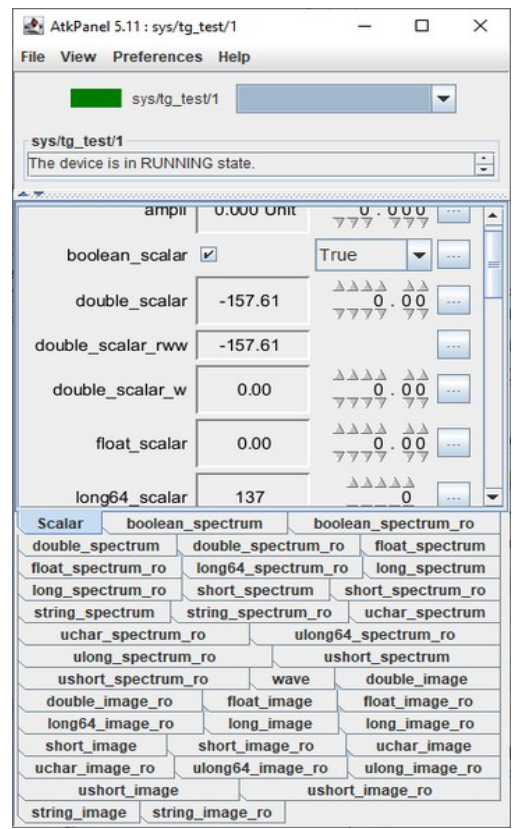 AtkPanel 5.11 : sys/tg_test/1
File View Preferences Help
sys/tg_test/1
sys/tg_test/1
The device is in RUNNING state.
ampli 0.000 Unit 0.000 ...
boolean_scalar True ...
double_scalar -157.61 0.00 ...
double_scalar_rww -157.61 ...
double_scalar_w 0.00 0.00 ...
float_scalar 0.00 0.00 ...
long64_scalar 137 0 ...
Scalar boolean_spectrum boolean_spectrum_ro
double_spectrum double_spectrum_ro float_spectrum
float_spectrum_ro long64_spectrum_ro long_spectrum
long_spectrum_ro short_spectrum short_spectrum_ro
string_spectrum string_spectrum_ro uchar_spectrum
uchar_spectrum_ro ulong64_spectrum_ro
ulong_spectrum_ro ushort_spectrum
ushort_spectrum_ro wave double_image
double_image_ro float_image float_image_ro
long64_image_ro long_image long_image_ro
short_image short_image_ro uchar_image
uchar_image_ro ulong64_image_ro ulong_image_ro
ushort_image ushort_image_ro
string_image string_image_ro